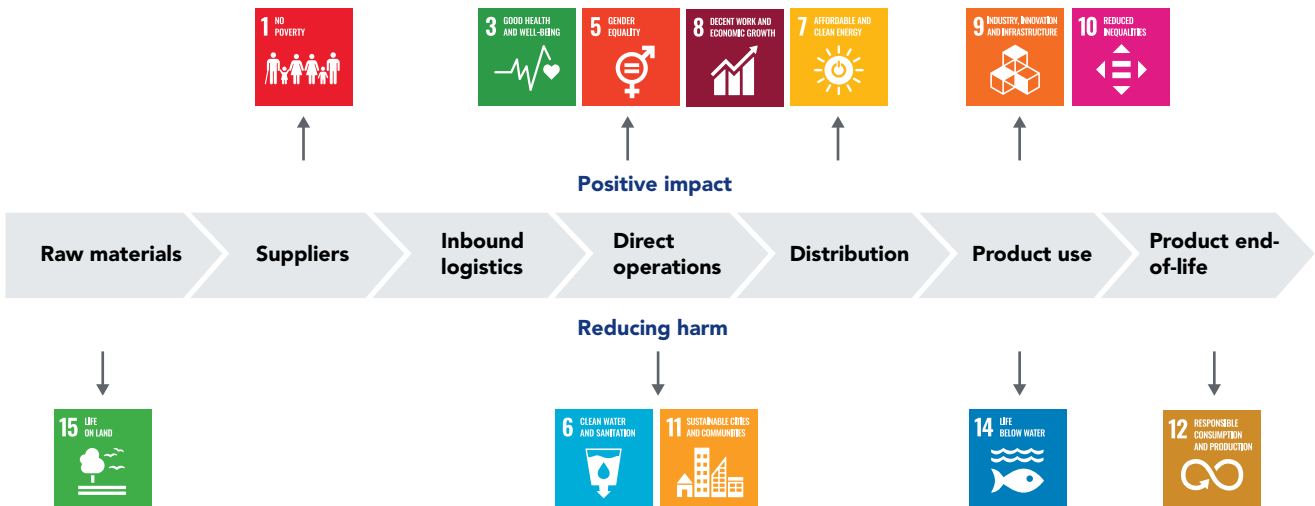 1 NO
POVERTY
3 GOOD HEALTH
AND WELL-BEING
5 GENDER
EQUALITY
8 DECENT WORK AND
ECONOMIC GROWTH
7 AFFORDABLE AND
CLEAN ENERGY
9 INDUSTRY, INNOVATION
AND INFRASTRUCTURE
10 REDUCED
INEQUALITIES
Positive impact
Raw materials
Suppliers
Inbound
logistics
Direct
operations
Distribution
Product use
Product end-
of-life
Reducing harm
15 LIFE
ON LAND
6 CLEAN WATER
AND SANITATION
11 SUSTAINABLE CITIES
AND COMMUNITIES
14 LIFE
BELOW WATER
12 RESPONSIBLE
CONSUMPTION
AND PRODUCTION